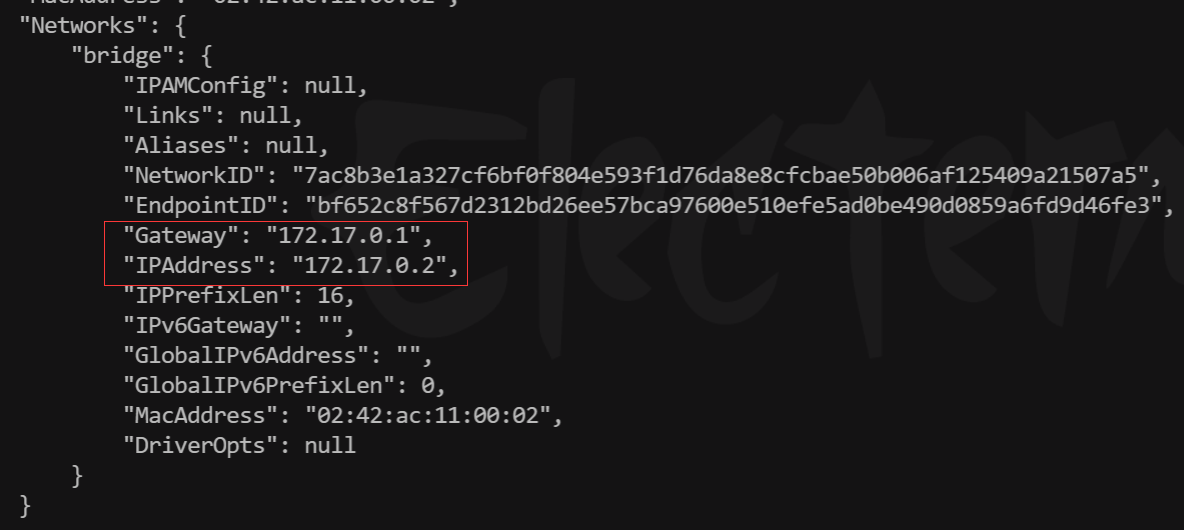 "MacAddress": "02:42:ac:11:00:02",
"Networks": {
"bridge": {
"IPAMConfig": null,
"Links": null,
"Aliases": null,
"NetworkID": "7ac8b3e1a327cf6bf0f804e593f1d76da8e8cfcbae50b006af125409a21507a5",
"EndpointID": "bf652c8f567d2312bd26ee57bca97600e510efe5ad0be490d0859a6fd9d46fe3",
"Gateway": "172.17.0.1",
"IPAddress": "172.17.0.2",
"IPPrefixLen": 16,
"IPv6Gateway": "",
"GlobalIPv6Address": "",
"GlobalIPv6PrefixLen": 0,
"MacAddress": "02:42:ac:11:00:02",
"DriverOpts": null
}
}
Electerm